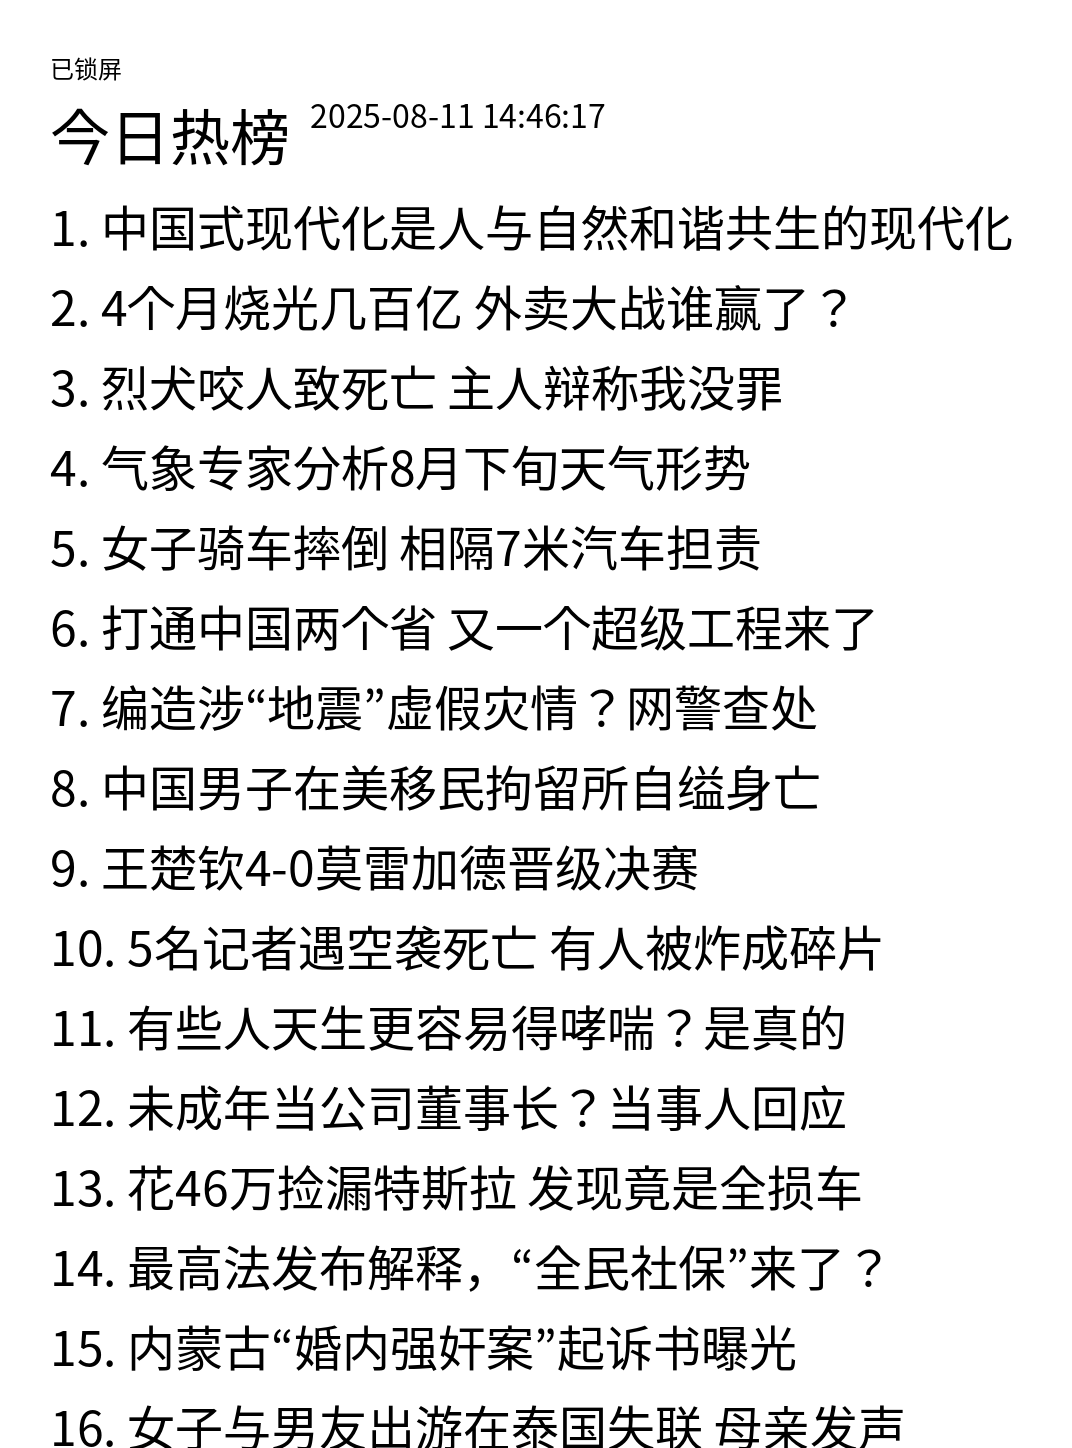 已锁屏
今日热榜 2025-08-11 14:46:17
1. 中国式现代化是人与自然和谐共生的现代化
2. 4个月烧光几百亿 外卖大战谁赢了？
3. 烈犬咬人致死亡 主人辩称我没罪
4. 气象专家分析8月下旬天气形势
5. 女子骑车摔倒 相隔7米汽车担责
6. 打通中国两个省 又一个超级工程来了
7. 编造涉“地震”虚假灾情？网警查处
8. 中国男子在美移民拘留所自缢身亡
9. 王楚钦4-0莫雷加德晋级决赛
10. 5名记者遇空袭死亡 有人被炸成碎片
11. 有些人天生更容易得哮喘？是真的
12. 未成年当公司董事长？当事人回应
13. 花46万捡漏特斯拉 发现竟是全损车
14. 最高法发布解释，“全民社保”来了？
15. 内蒙古“婚内强奸案”起诉书曝光
16. 女子与男友出游在泰国失联 母亲发声